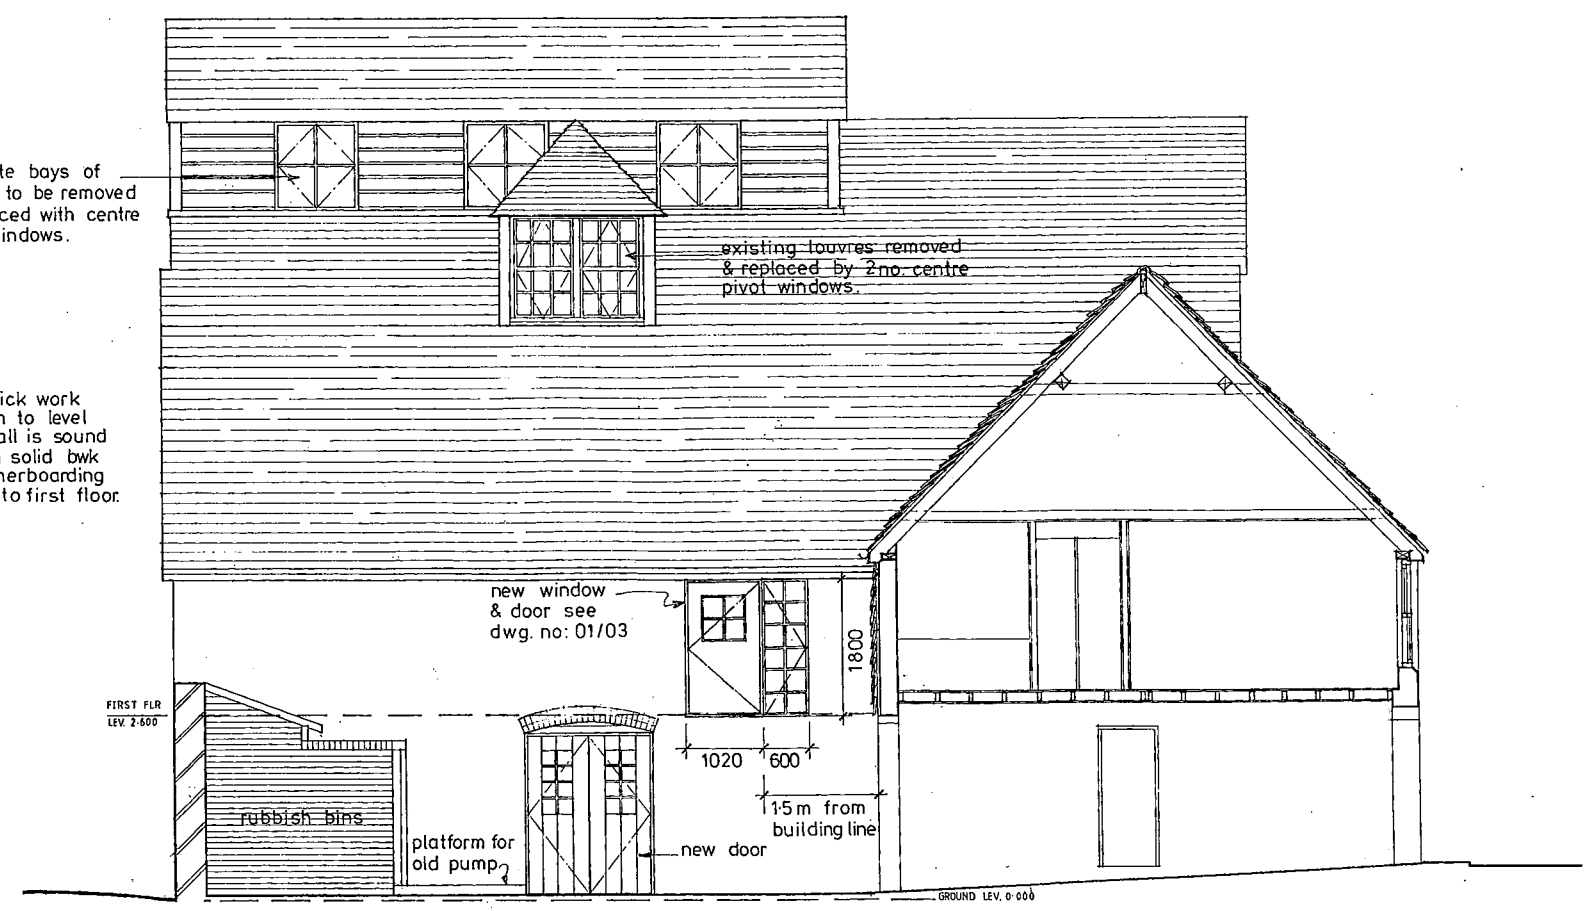 te bays of
to be removed
ced with centre
indows.
existing louvres removed
& replaced by 2no. centre
pivot windows.
ick work
n to level
all is sound
solid bwk
herboarding
to first floor.
new window
& door see
dwg. no: 01/03
1800
FIRST FLR
LEV. 2·600
1020 600
1·5m from
building line
rubbish bins
platform for
old pump
new door
GROUND LEV. 0·000